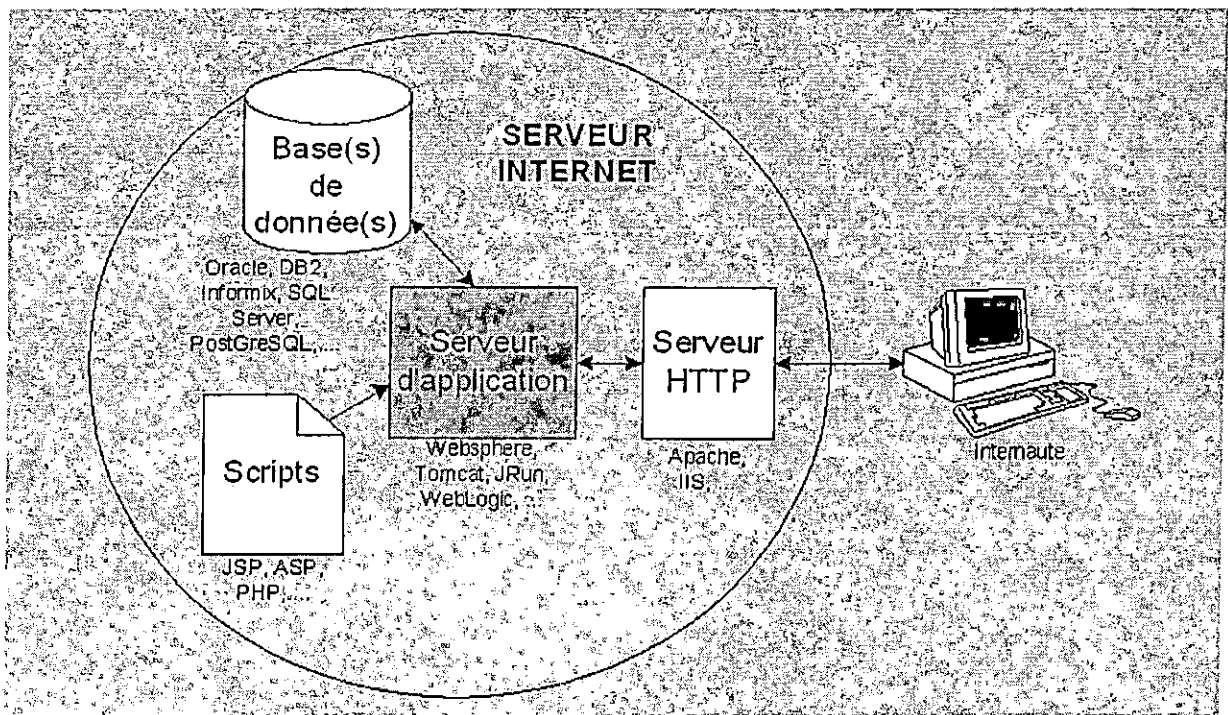 SERVEUR
INTERNET
Base(s)
de
donnée(s)
Oracle, DB2,
Informix, SQL
Server,
PostGreSQL,...
Serveur
d'application
Websphere,
Tomcat, JRun,
WebLogic,...
Serveur
HTTP
Apache,
IIS,...
Internaute
Scripts
JSP, ASP,
PHP,...